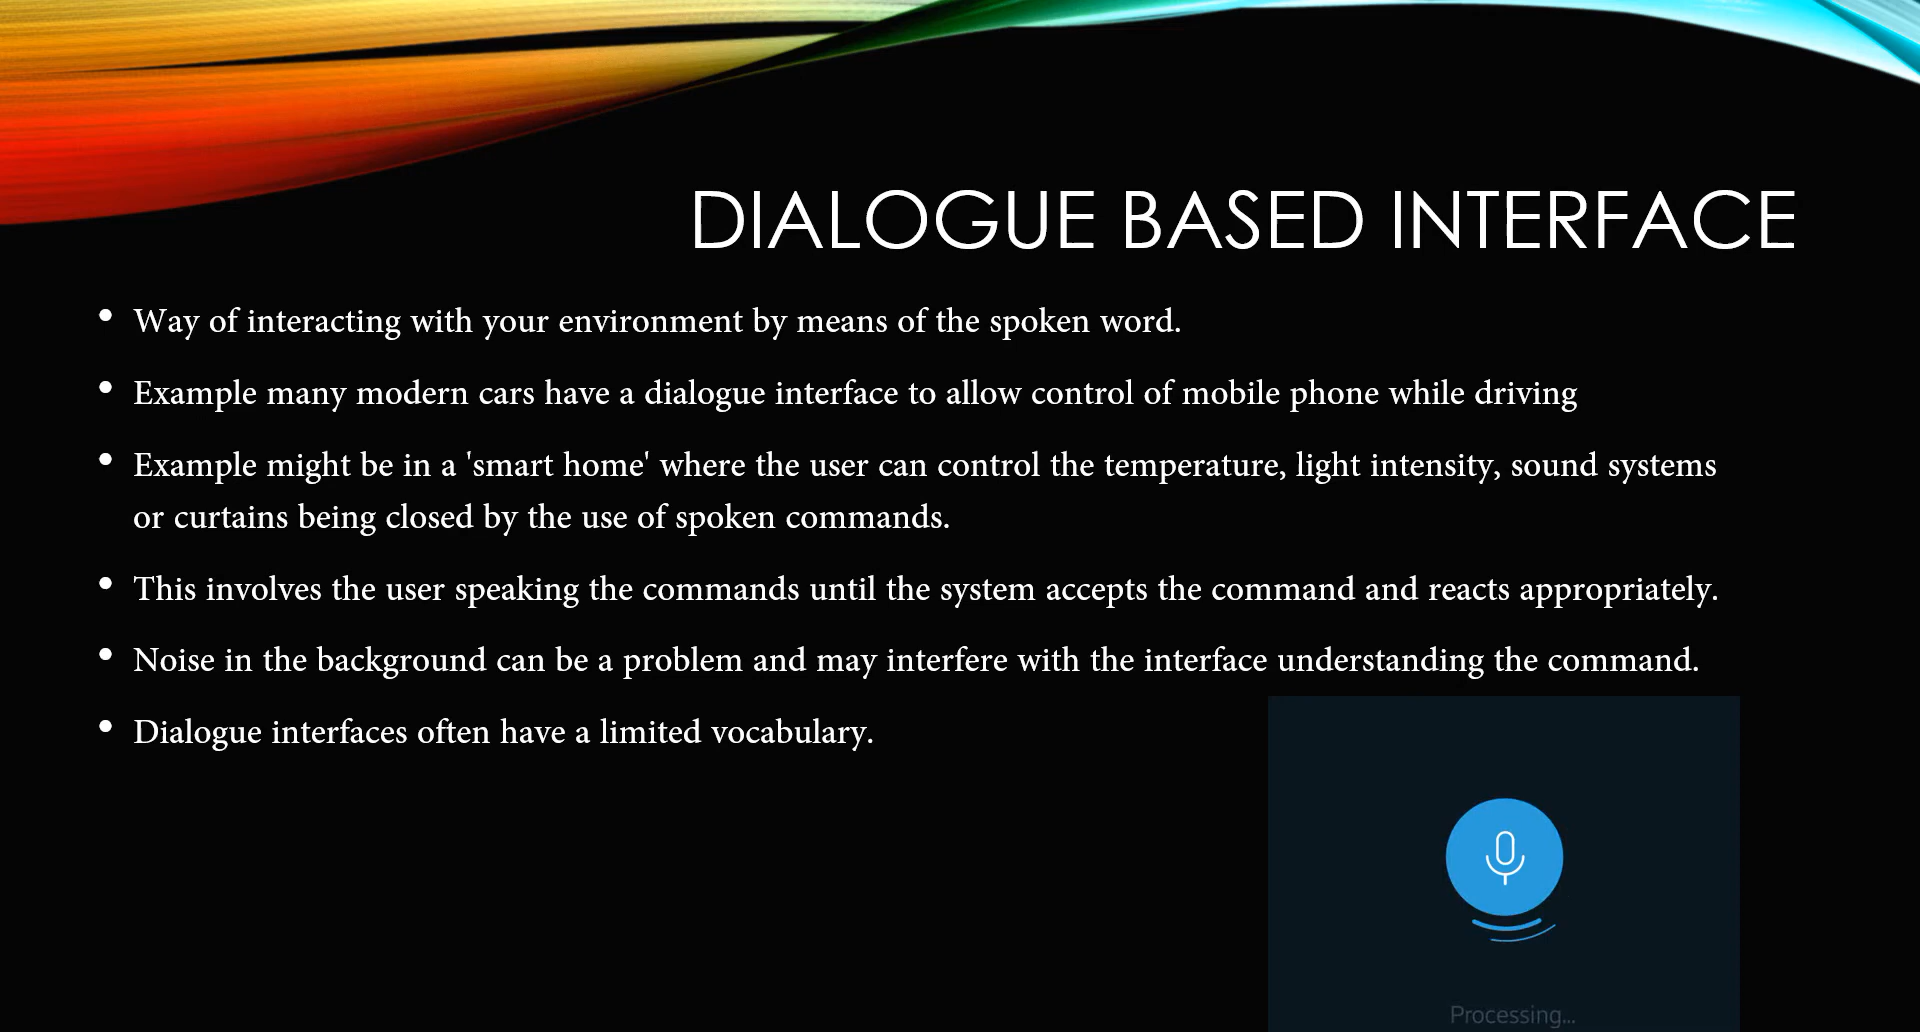 DIALOGUE BASED INTERFACE
• Way of interacting with your environment by means of the spoken word.
• Example many modern cars have a dialogue interface to allow control of mobile phone while driving
• Example might be in a 'smart home' where the user can control the temperature, light intensity, sound systems
or curtains being closed by the use of spoken commands.
• This involves the user speaking the commands until the system accepts the command and reacts appropriately.
• Noise in the background can be a problem and may interfere with the interface understanding the command.
• Dialogue interfaces often have a limited vocabulary.
Processing...